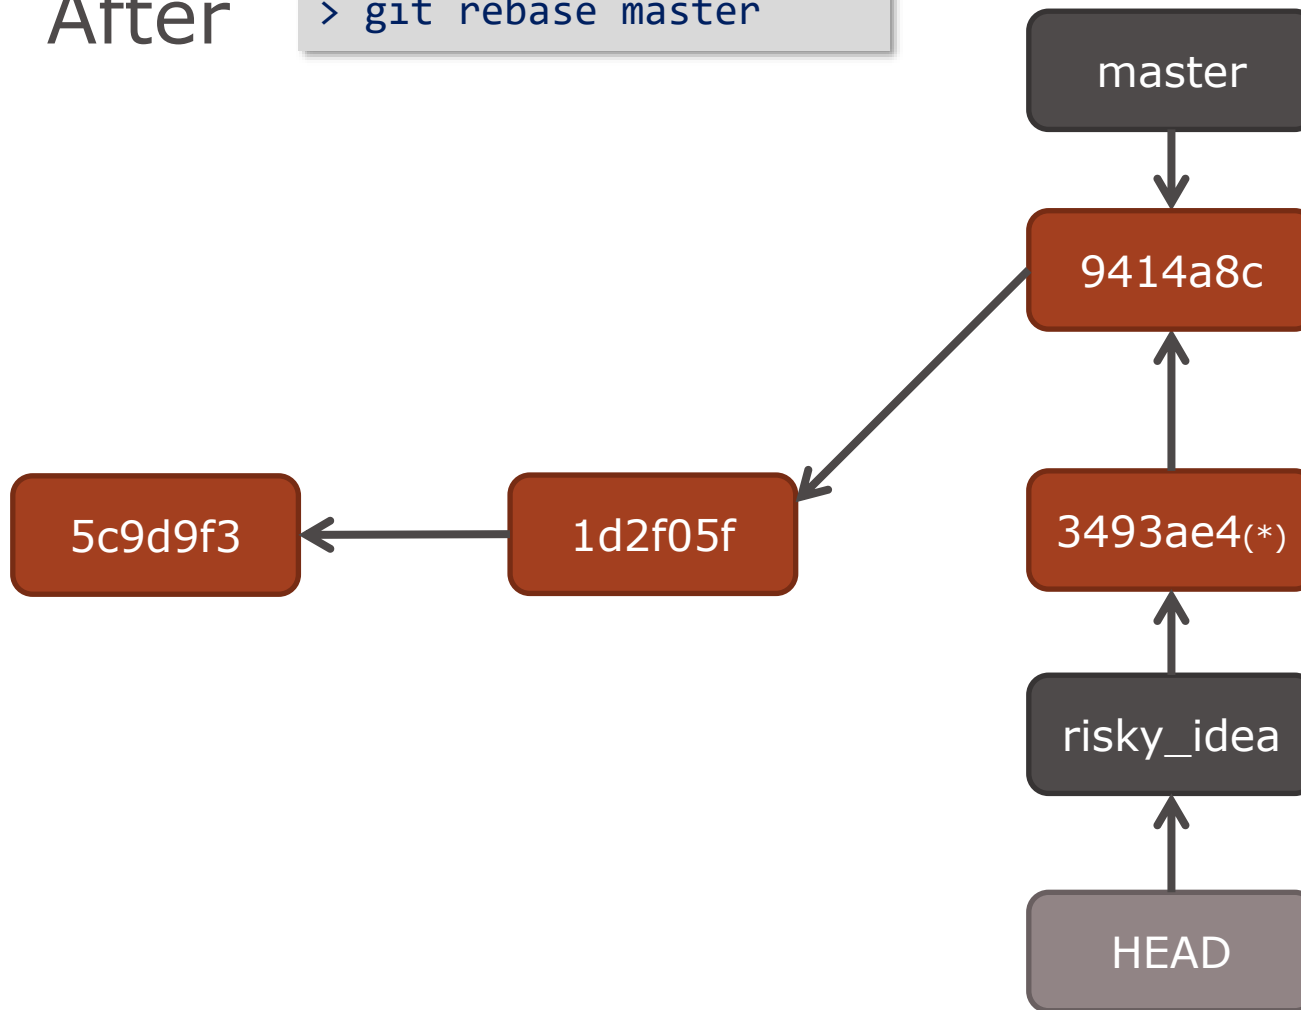 After
> git rebase master
master
9414a8c
5c9d9f3
1d2f05f
3493ae4(*)
risky_idea
HEAD